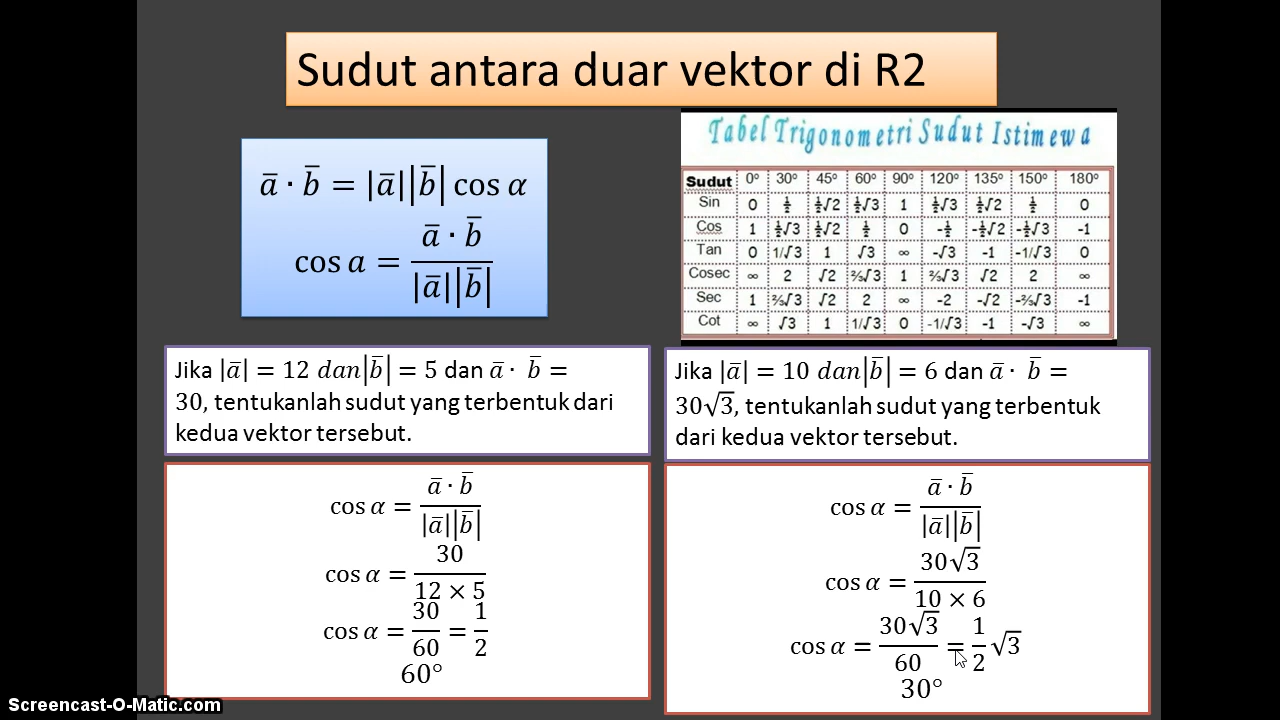 Sudut antara duar vektor di R2
a̅ · b̅ = |a̅||b̅| cos α
cos a = a̅ · b̅ / |a̅||b̅|
Tabel Trigonometri Sudut Istimewa
Sudut 0° 30° 45° 60° 90° 120° 135° 150° 180°
Sin 0 ½ ½√2 ½√3 1 ½√3 ½√2 ½ 0
Cos 1 ½√3 ½√2 ½ 0 -½ -½√2 -½√3 -1
Tan 0 1/√3 1 √3 ∞ -√3 -1 -1/√3 0
Cosec ∞ 2 √2 ⅔√3 1 ⅔√3 √2 2 ∞
Sec 1 ⅔√3 √2 2 ∞ -2 -√2 -⅔√3 -1
Cot ∞ √3 1 1/√3 0 -1/√3 -1 -√3 ∞
Jika |a̅| = 12 dan|b̅| = 5 dan a̅ · b̅ =
30, tentukanlah sudut yang terbentuk dari
kedua vektor tersebut.
cos α = a̅ · b̅ / |a̅||b̅|
cos α = 30 / 12 × 5
cos α = 30/60 = 1/2
60°
Jika |a̅| = 10 dan|b̅| = 6 dan a̅ · b̅ =
30√3, tentukanlah sudut yang terbentuk
dari kedua vektor tersebut.
cos α = a̅ · b̅ / |a̅||b̅|
cos α = 30√3 / 10 × 6
cos α = 30√3/60 = 1/2 √3
30°
Screencast-O-Matic.com